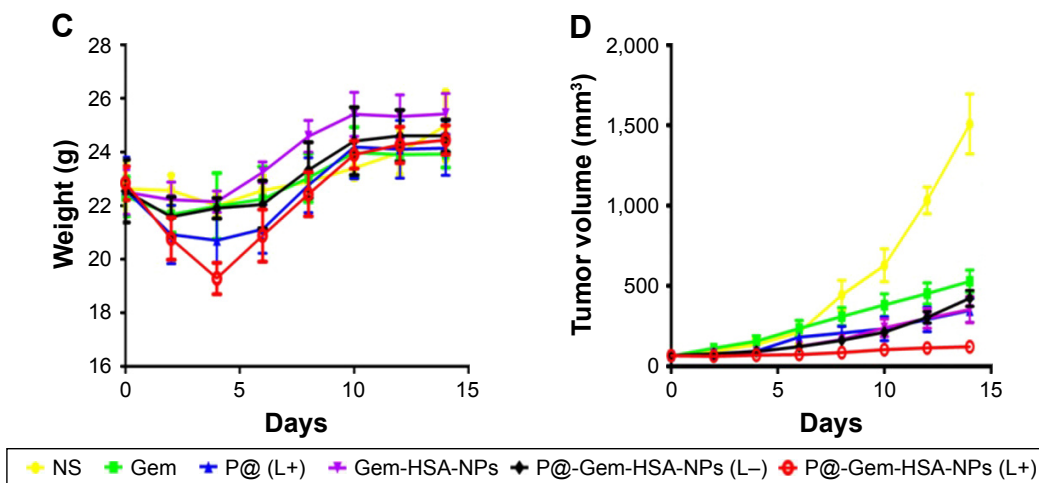 C
Weight (g)
28
26
24
22
20
18
16
0
5
10
15
Days
D
Tumor volume (mm³)
2,000
1,500
1,000
500
0
0
5
10
15
Days
NS Gem P@ (L+) Gem-HSA-NPs P@-Gem-HSA-NPs (L–) P@-Gem-HSA-NPs (L+)